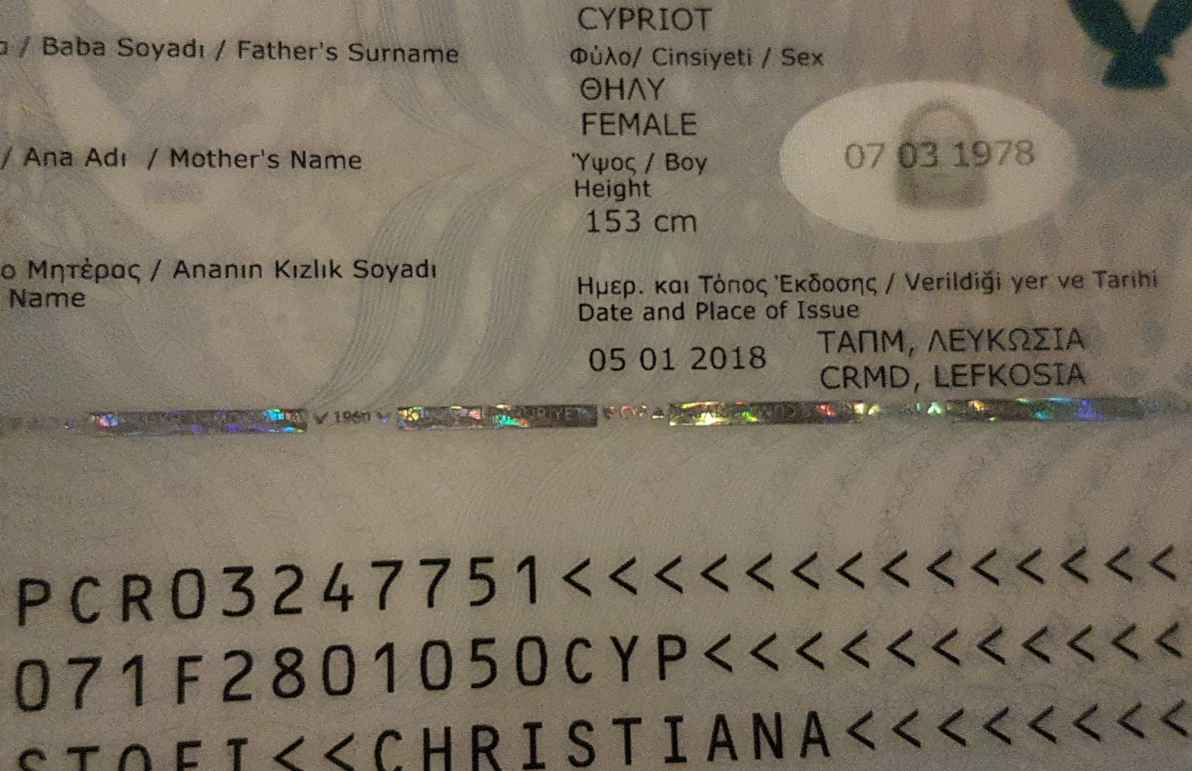 / Baba Soyadı / Father's Surname
/ Ana Adı / Mother's Name
Μητέρας / Ananın Kızlık Soyadı
Name
CYPRIOT
Φύλο/ Cinsiyeti / Sex
ΘΗΛΥ
FEMALE
Ύψος / Boy
Height
153 cm
07 03 1978
Ημερ. και Τόπος Έκδοσης / Verildiği yer ve Tarihi
Date and Place of Issue
05 01 2018
ΤΑΠΜ, ΛΕΥΚΩΣΙΑ
CRMD, LEFKOSIA
1960
PCRO3247751<<<<<<<<<<<<<<
071F2801050CYP<<<<<<<<<<<
<<CHRISTIANA<<<<<<<<